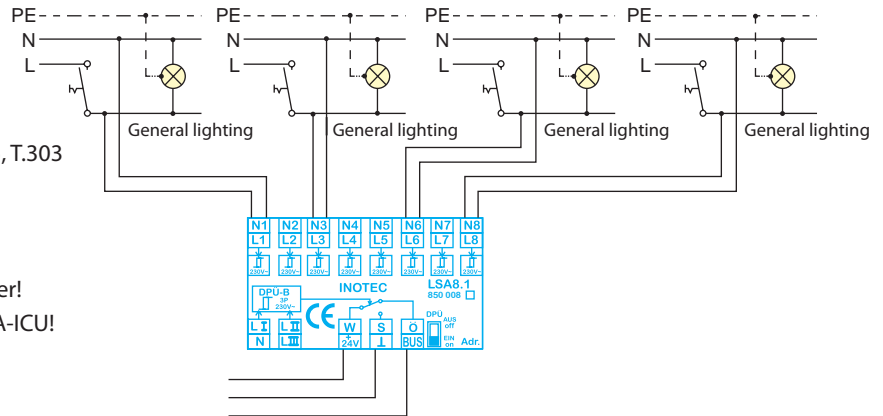 PE PE PE PE
N N N N
L L L L
General lighting General lighting General lighting General lighting
, T.303
N1 N2 N3 N4 N5 N6 N7 N8
L1 L2 L3 L4 L5 L6 L7 L8
230V~ 230V~ 230V~ 230V~ 230V~ 230V~ 230V~ 230V~
er!
A-ICU!
DPÜ-B
3P
230V~
INOTEC
LSA8.1
850 008
CE
DPÜ
AUS
off
EIN
on
Adr.
L I L II W S Ö
N L III + 24V ⊥ BUS